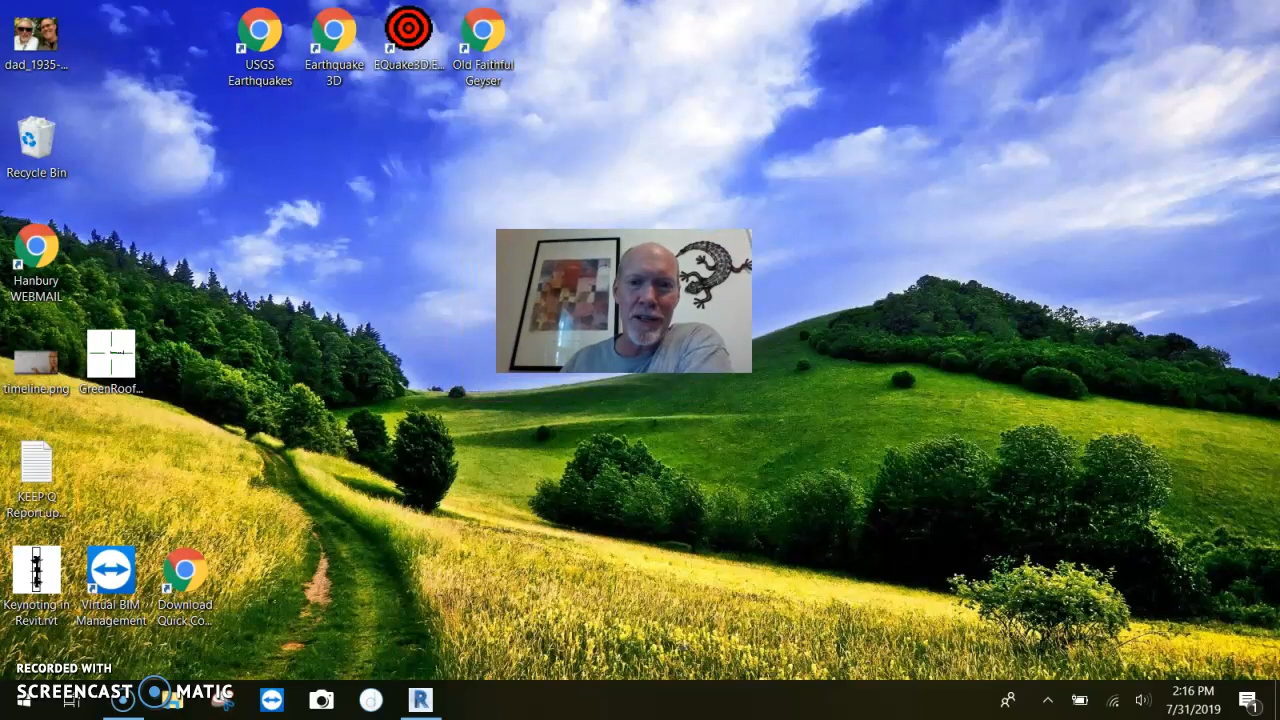 dad_1935-...
USGS
Earthquakes
Earthquake
3D
EQuake3D.E...
Old Faithful
Geyser
Recycle Bin
Hanbury
WEBMAIL
timeline.png
GreenRoof...
KEEP Q
Report.up...
Keynoting in
Revit.rvt
Virtual BIM
Management
Download
Quick Co...
RECORDED WITH
SCREENCAST MATIC
d
R
2:16 PM
7/31/2019
1